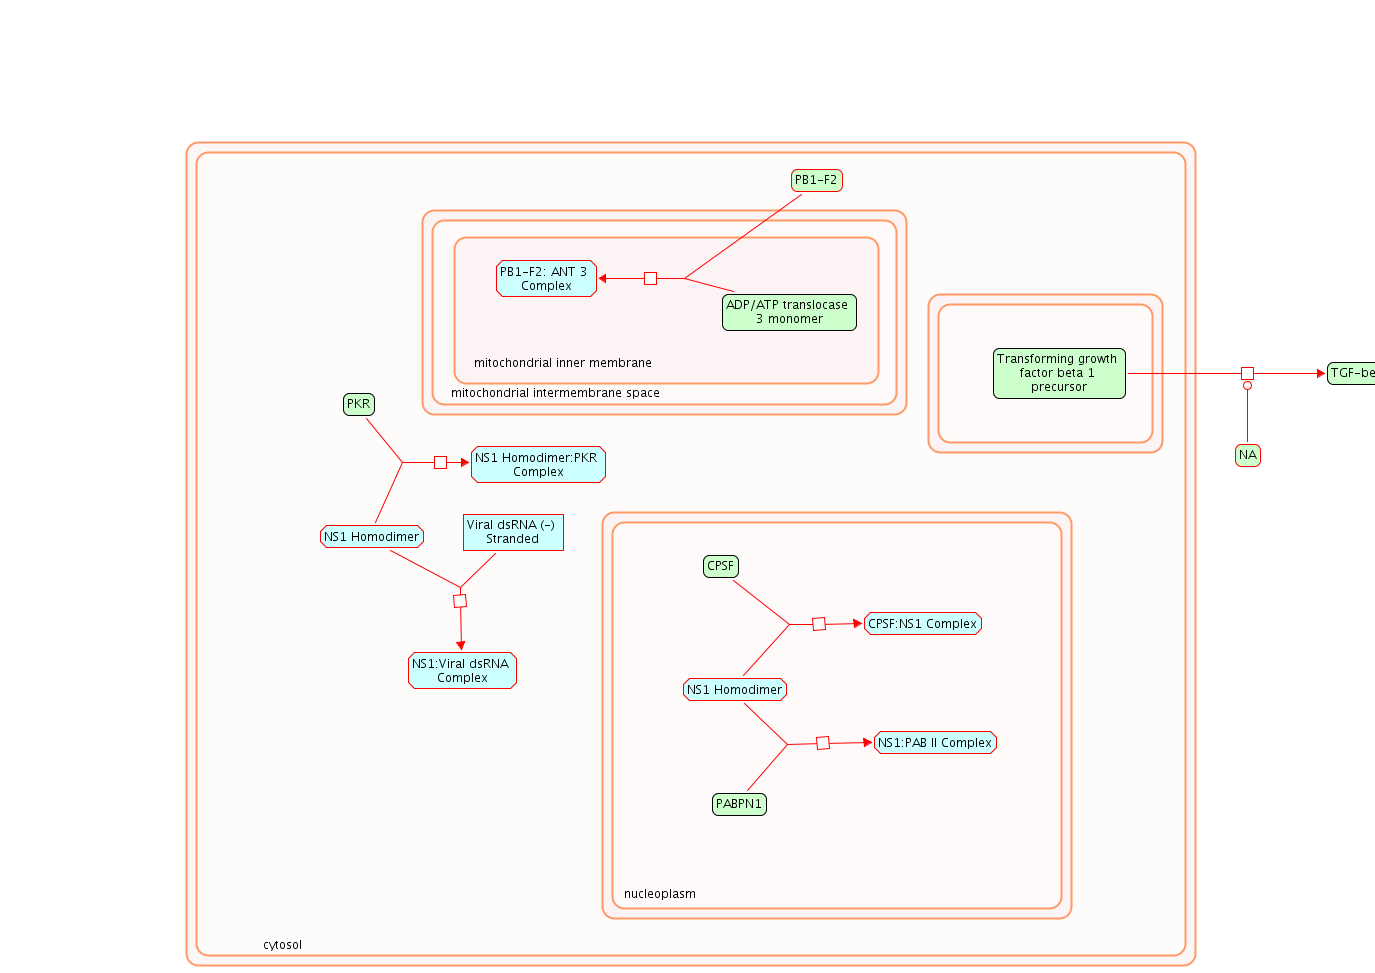 PB1-F2
PB1-F2: ANT 3
Complex
ADP/ATP translocase
3 monomer
mitochondrial inner membrane
mitochondrial intermembrane space
Transforming growth
factor beta 1
precursor
TGF-be
NA
PKR
NS1 Homodimer:PKR
Complex
NS1 Homodimer
Viral dsRNA (-)
Stranded
NS1:Viral dsRNA
Complex
CPSF
CPSF:NS1 Complex
NS1 Homodimer
NS1:PAB II Complex
PABPN1
nucleoplasm
cytosol